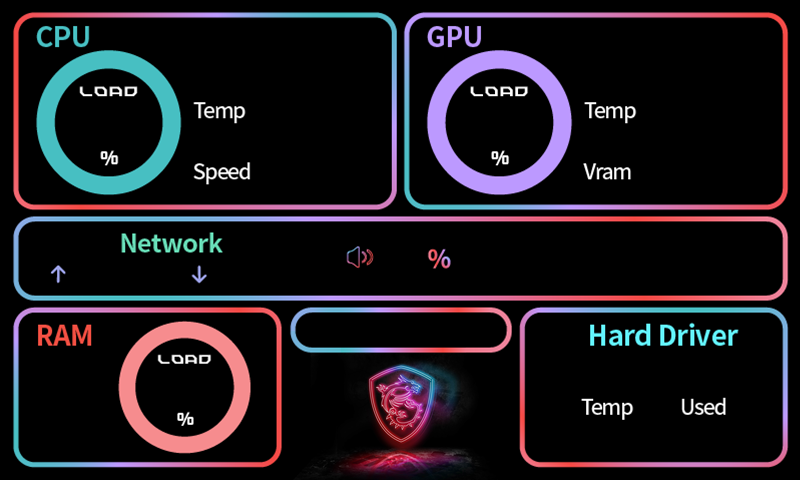 CPU
LOAD
%
Temp
Speed
GPU
LOAD
%
Temp
Vram
Network
%
RAM
LOAD
%
Hard Driver
Temp Used